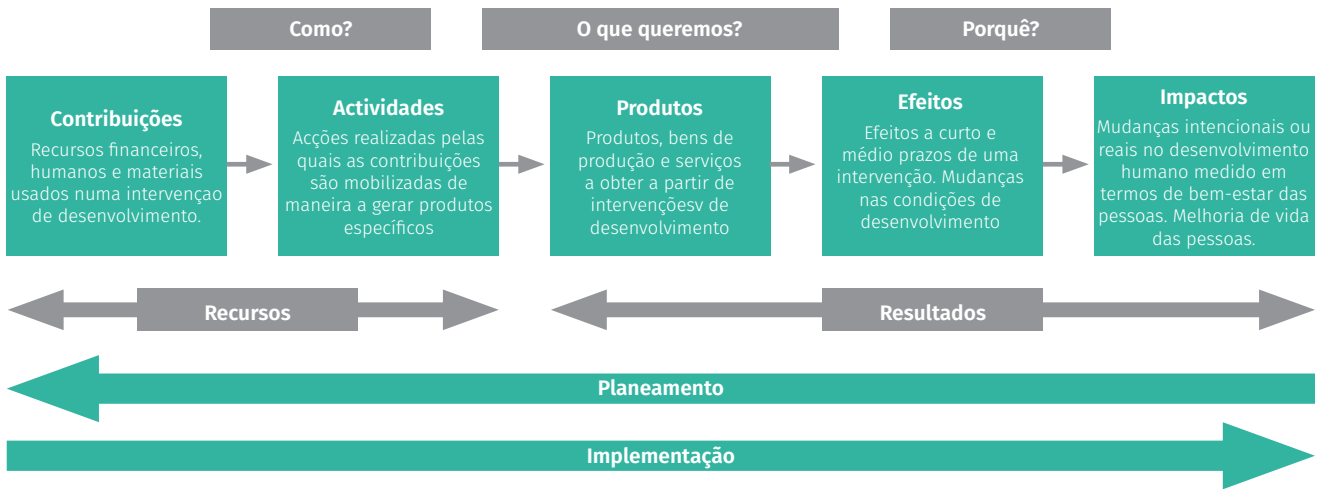 Como?
O que queremos?
Porquê?
Contribuições
Recursos financeiros,
humanos e materiais
usados numa intervençao
de desenvolvimento.
Actividades
Acções realizadas pelas
quais as contribuições
são mobilizadas de
maneira a gerar produtos
específicos
Produtos
Produtos, bens de
produção e serviços
a obter a partir de
intervençõesv de
desenvolvimento
Efeitos
Efeitos a curto e
médio prazos de uma
intervenção. Mudanças
nas condições de
desenvolvimento
Impactos
Mudanças intencionais ou
reais no desenvolvimento
humano medido em
termos de bem-estar das
pessoas. Melhoria de vida
das pessoas.
Recursos
Resultados
Planeamento
Implementação